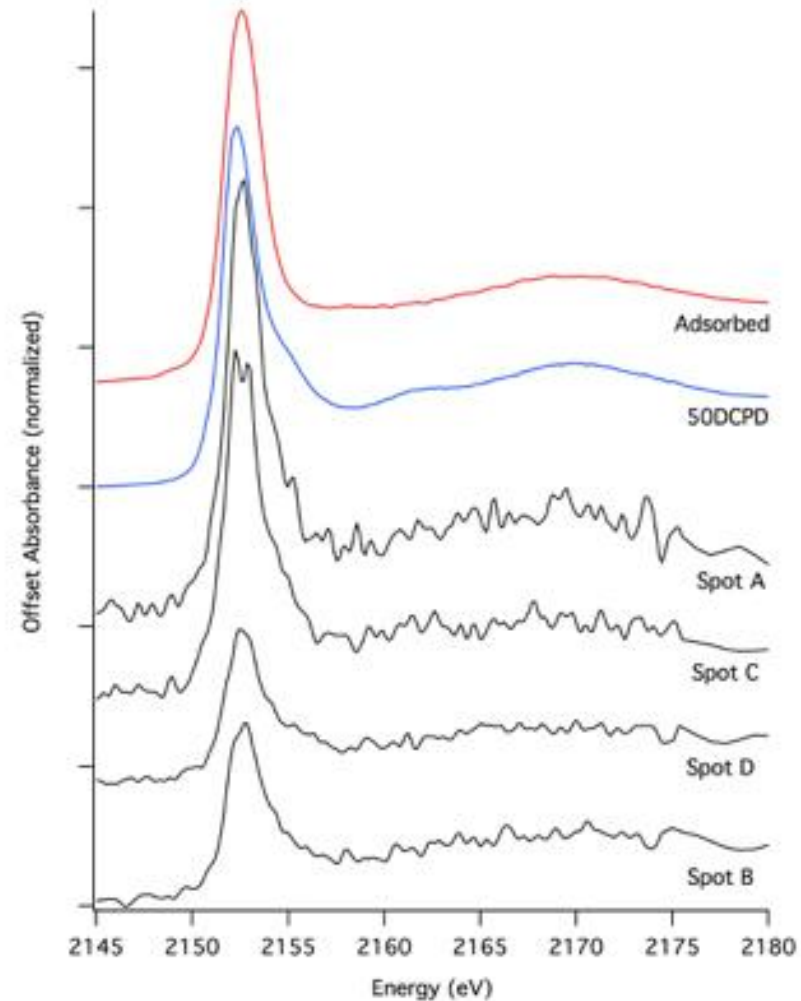 Offset Absorbance (normalized)
Adsorbed
50DCPD
Spot A
Spot C
Spot D
Spot B
2145 2150 2155 2160 2165 2170 2175 2180
Energy (eV)